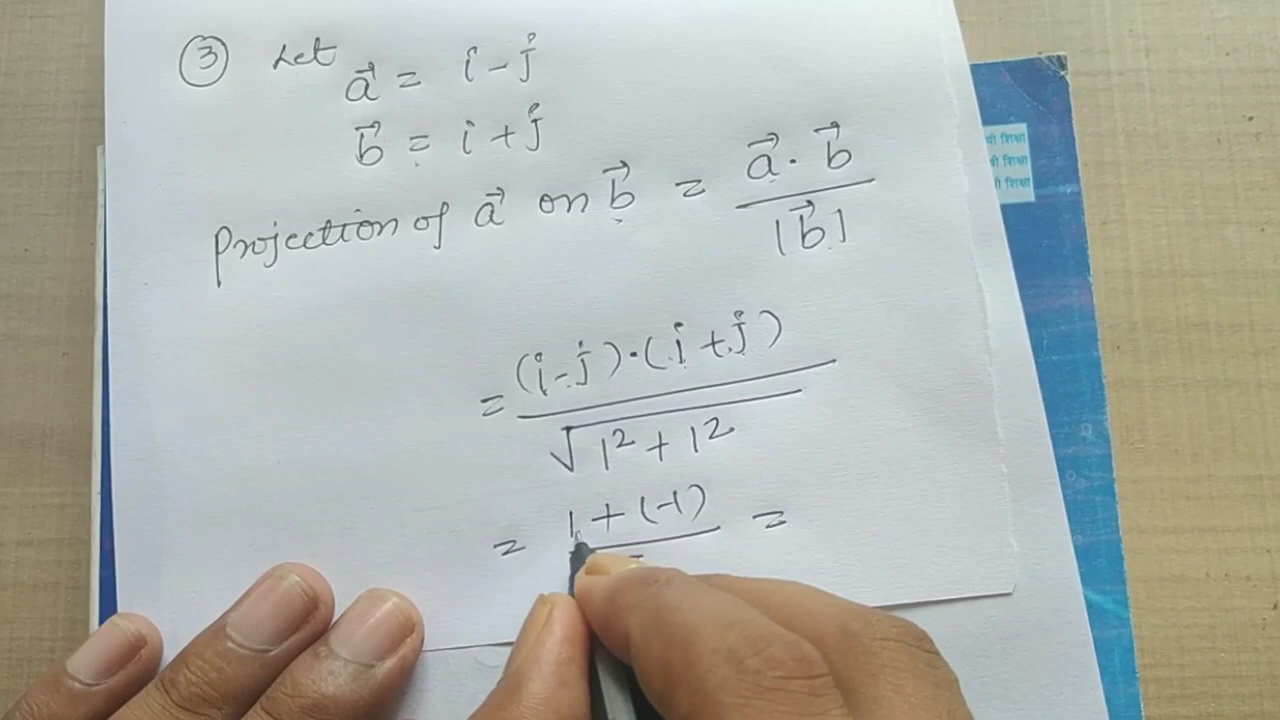 ③ Let a⃗ = i - j
b⃗ = i + j
Projection of a⃗ on b⃗ = a⃗ · b⃗ / |b⃗|
= (i - j) · (i + j) / √1² + 1²
= 1 + (-1) =
शिक्षा
शिक्षा
शिक्षा